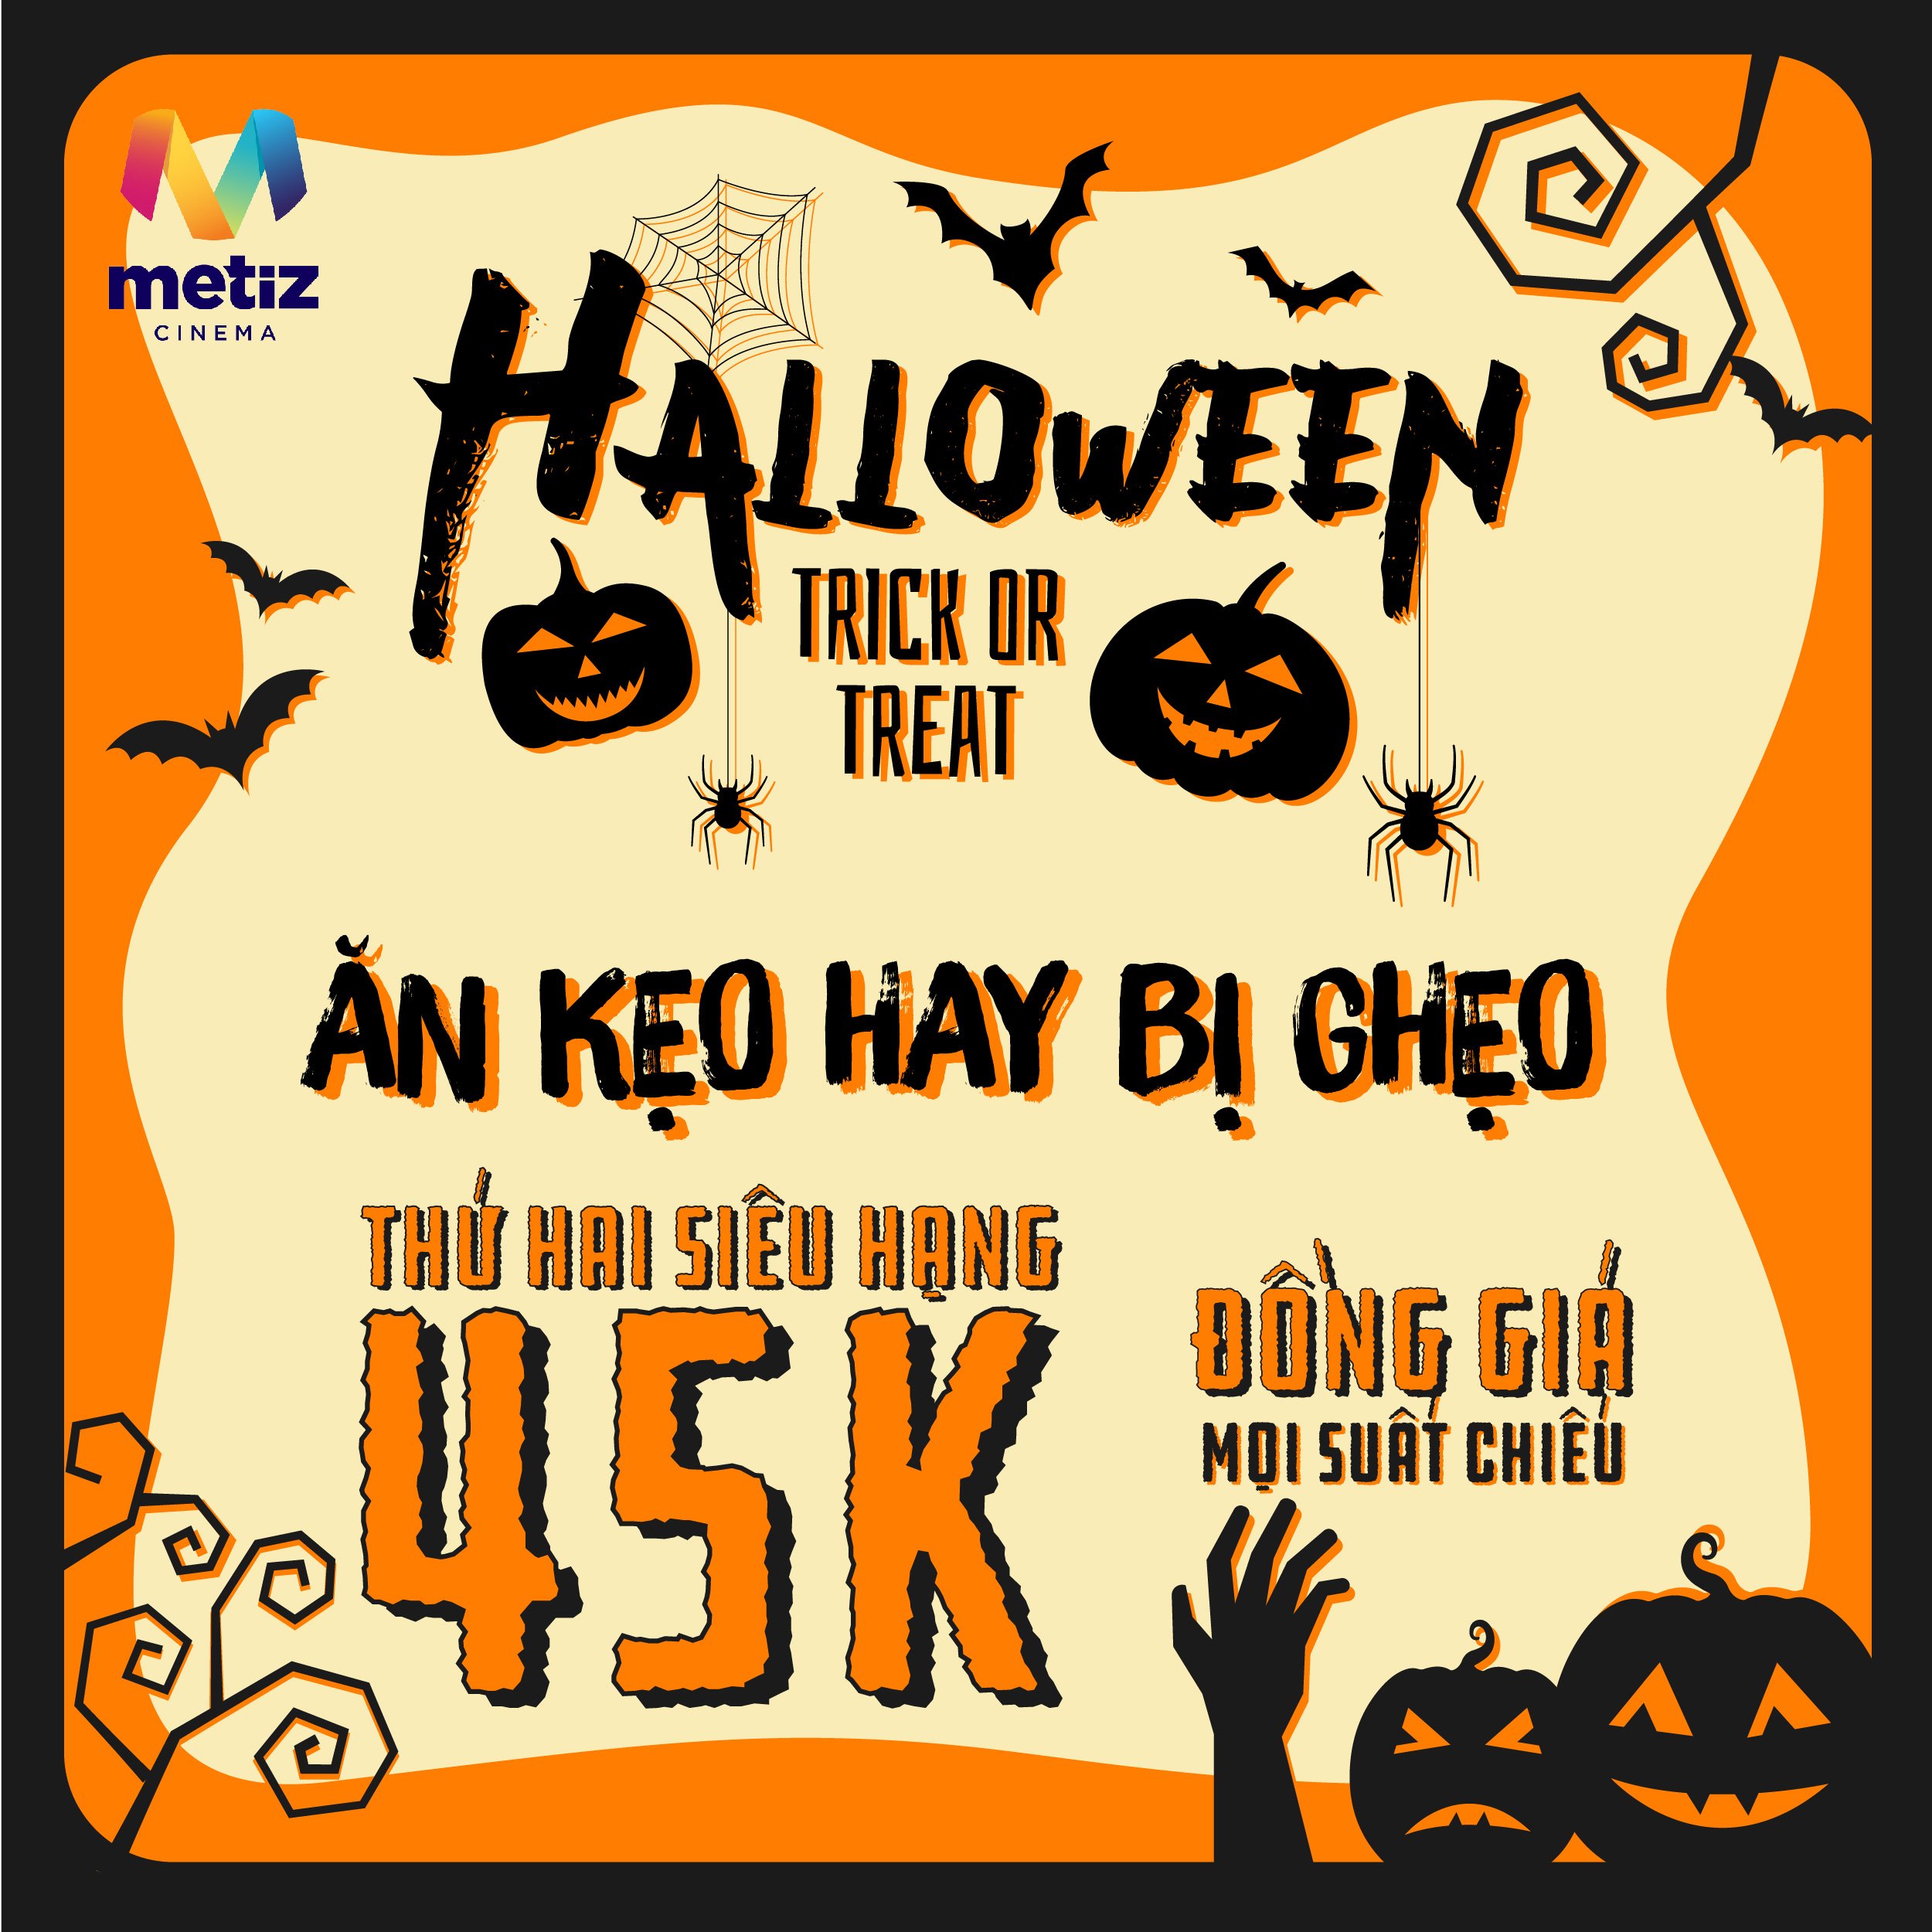 metiz
CINEMA
HALLOwEEN
TRICK OR
TREAT
ĂN KẸO HAY BỊ GHẸO
THỨ HAI SIÊU HẠNG
45K
ĐỒNG GIÁ
MỌI SUẤT CHIẾU